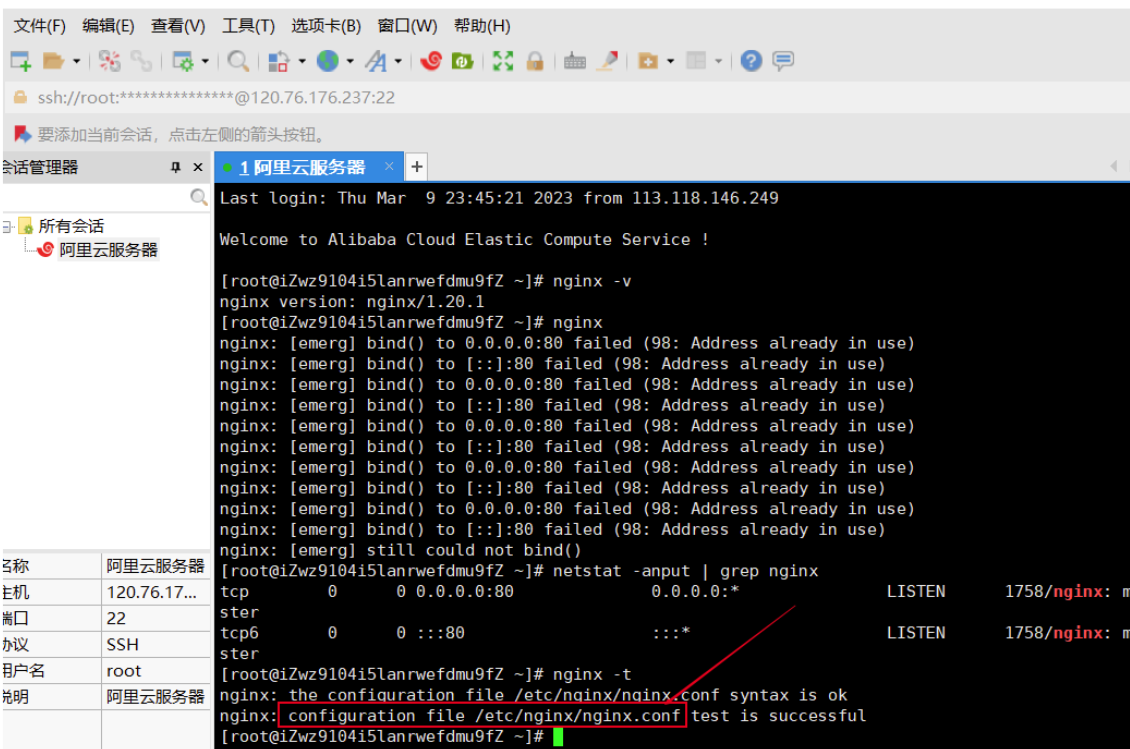 文件(F) 编辑(E) 查看(V) 工具(T) 选项卡(B) 窗口(W) 帮助(H)
ssh://root:***************@120.76.176.237:22
要添加当前会话，点击左侧的箭头按钮。
会话管理器
1 阿里云服务器
所有会话
阿里云服务器
Last login: Thu Mar  9 23:45:21 2023 from 113.118.146.249
Welcome to Alibaba Cloud Elastic Compute Service !
[root@iZwz9104i5lanrwefdmu9fZ ~]# nginx -v
nginx version: nginx/1.20.1
[root@iZwz9104i5lanrwefdmu9fZ ~]# nginx
nginx: [emerg] bind() to 0.0.0.0:80 failed (98: Address already in use)
nginx: [emerg] bind() to [::]:80 failed (98: Address already in use)
nginx: [emerg] bind() to 0.0.0.0:80 failed (98: Address already in use)
nginx: [emerg] bind() to [::]:80 failed (98: Address already in use)
nginx: [emerg] bind() to 0.0.0.0:80 failed (98: Address already in use)
nginx: [emerg] bind() to [::]:80 failed (98: Address already in use)
nginx: [emerg] bind() to 0.0.0.0:80 failed (98: Address already in use)
nginx: [emerg] bind() to [::]:80 failed (98: Address already in use)
nginx: [emerg] bind() to 0.0.0.0:80 failed (98: Address already in use)
nginx: [emerg] bind() to [::]:80 failed (98: Address already in use)
nginx: [emerg] still could not bind()
[root@iZwz9104i5lanrwefdmu9fZ ~]# netstat -anput | grep nginx
tcp        0      0 0.0.0.0:80              0.0.0.0:*               LISTEN      1758/nginx: m
ster
tcp6       0      0 :::80                   :::*                    LISTEN      1758/nginx: m
ster
[root@iZwz9104i5lanrwefdmu9fZ ~]# nginx -t
nginx: the configuration file /etc/nginx/nginx.conf syntax is ok
nginx: configuration file /etc/nginx/nginx.conf test is successful
[root@iZwz9104i5lanrwefdmu9fZ ~]#
名称 阿里云服务器
主机 120.76.17...
端口 22
协议 SSH
用户名 root
说明 阿里云服务器